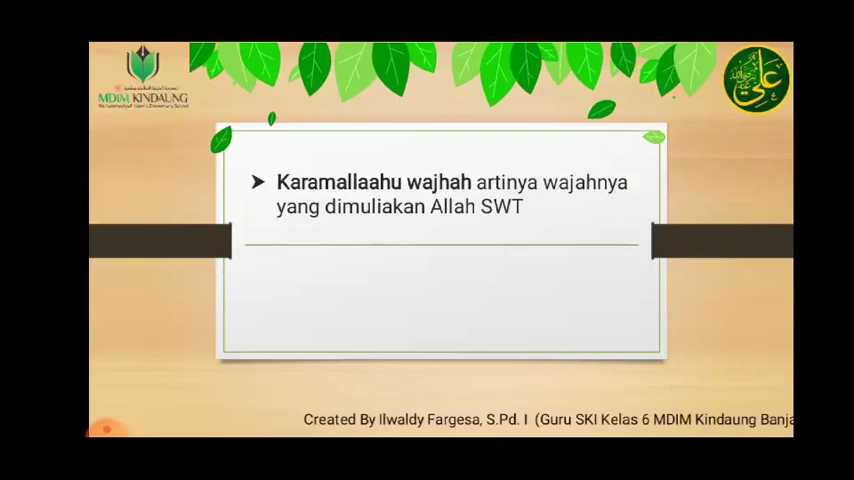 MDIM KINDAUNG
Karamallaahu wajhah artinya wajahnya
yang dimuliakan Allah SWT
Created By Ilwaldy Fargesa, S.Pd. I (Guru SKI Kelas 6 MDIM Kindaung Banja